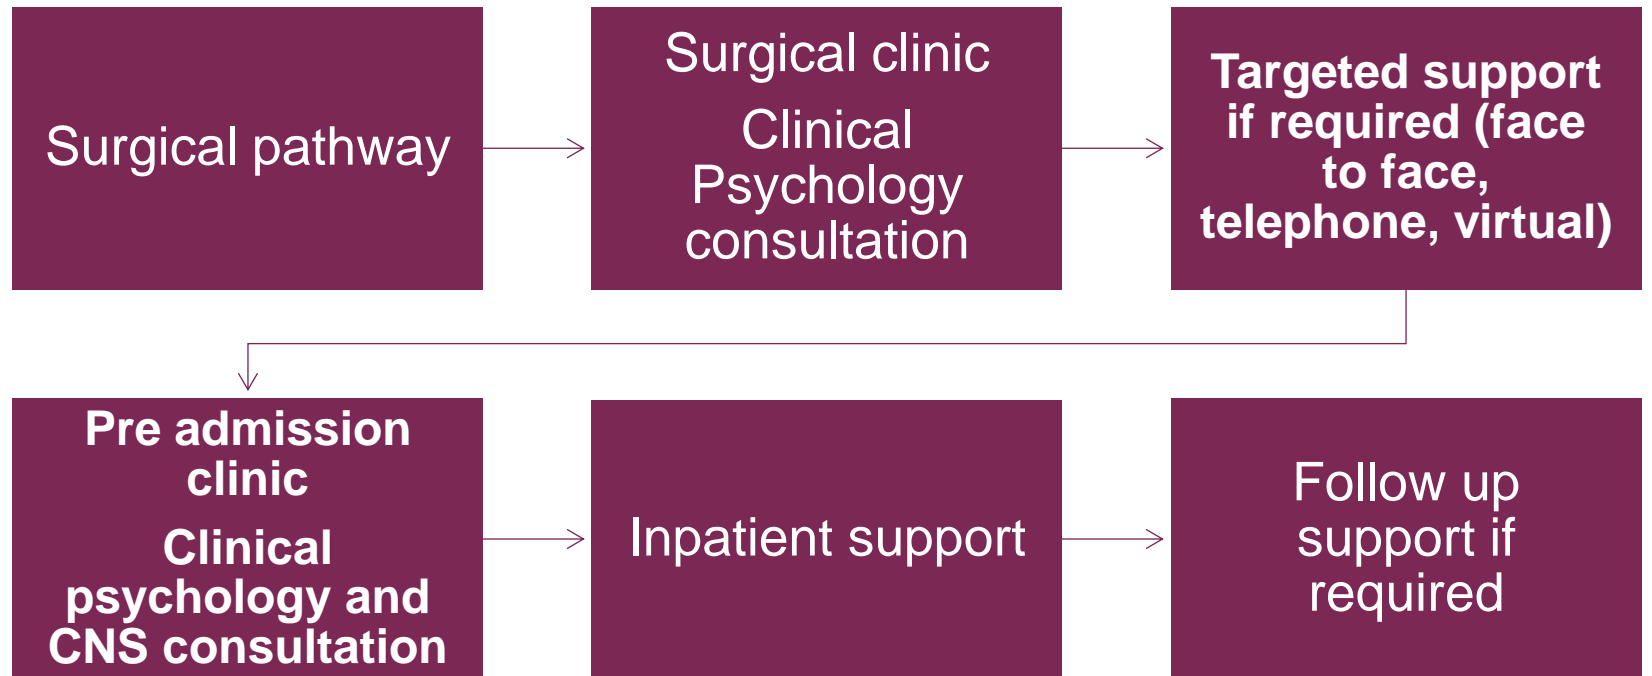 Surgical pathway
Surgical clinic
Clinical
Psychology
consultation
Targeted support
if required (face
to face,
telephone, virtual)
Pre admission
clinic
Clinical
psychology and
CNS consultation
Inpatient support
Follow up
support if
required